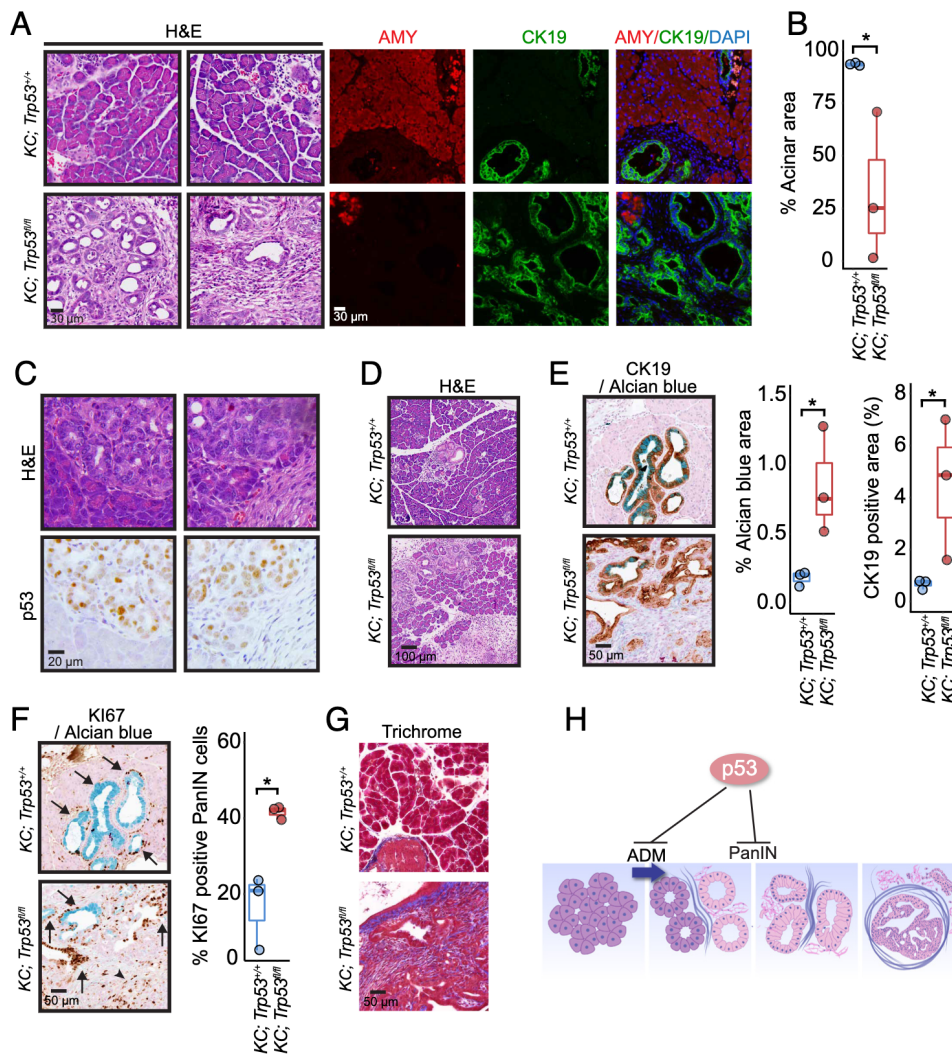 A
H&E
AMY
CK19
AMY/CK19/DAPI
KC; Trp53+/+
KC; Trp53fl/fl
30 µm
30 µm
B
% Acinar area
100
75
50
25
0
*
KC; Trp53+/+
KC; Trp53fl/fl
C
H&E
p53
20 µm
D
H&E
KC; Trp53+/+
KC; Trp53fl/fl
100 µm
E
CK19
/ Alcian blue
KC; Trp53+/+
KC; Trp53fl/fl
50 µm
% Alcian blue area
1.5
1.0
0.5
0.0
*
KC; Trp53+/+
KC; Trp53fl/fl
CK19 positive area (%)
8
6
4
2
0
*
KC; Trp53+/+
KC; Trp53fl/fl
F
KI67
/ Alcian blue
KC; Trp53+/+
KC; Trp53fl/fl
50 µm
% KI67 positive PanIN cells
60
40
20
0
*
KC; Trp53+/+
KC; Trp53fl/fl
G
Trichrome
KC; Trp53+/+
KC; Trp53fl/fl
50 µm
H
p53
ADM
PanIN